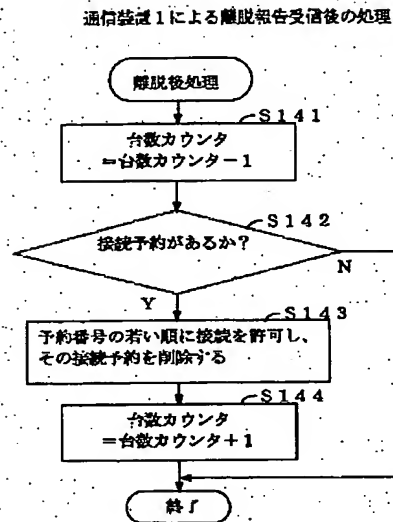 通信装置1による離脱報告受信後の処理
離脱後処理
S141
台数カウンタ
=台数カウンター1
S142
接続予約があるか?
N
Y
S143
予約番号の若い順に接続を許可し、
その接続予約を削除する
S144
台数カウンタ
=台数カウンタ+1
終了